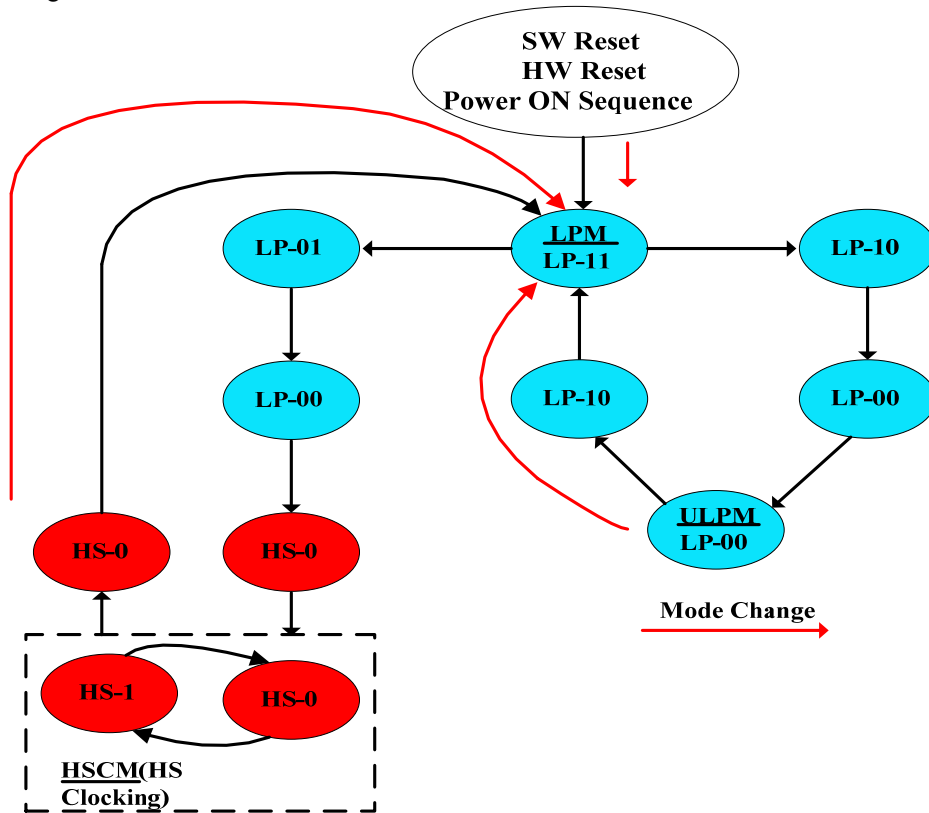 SW Reset
HW Reset
Power ON Sequence
LP-01
LPM
LP-11
LP-10
LP-00
LP-10
LP-00
ULPM
LP-00
HS-0
HS-0
Mode Change
HS-1
HS-0
HSCM(HS
Clocking)